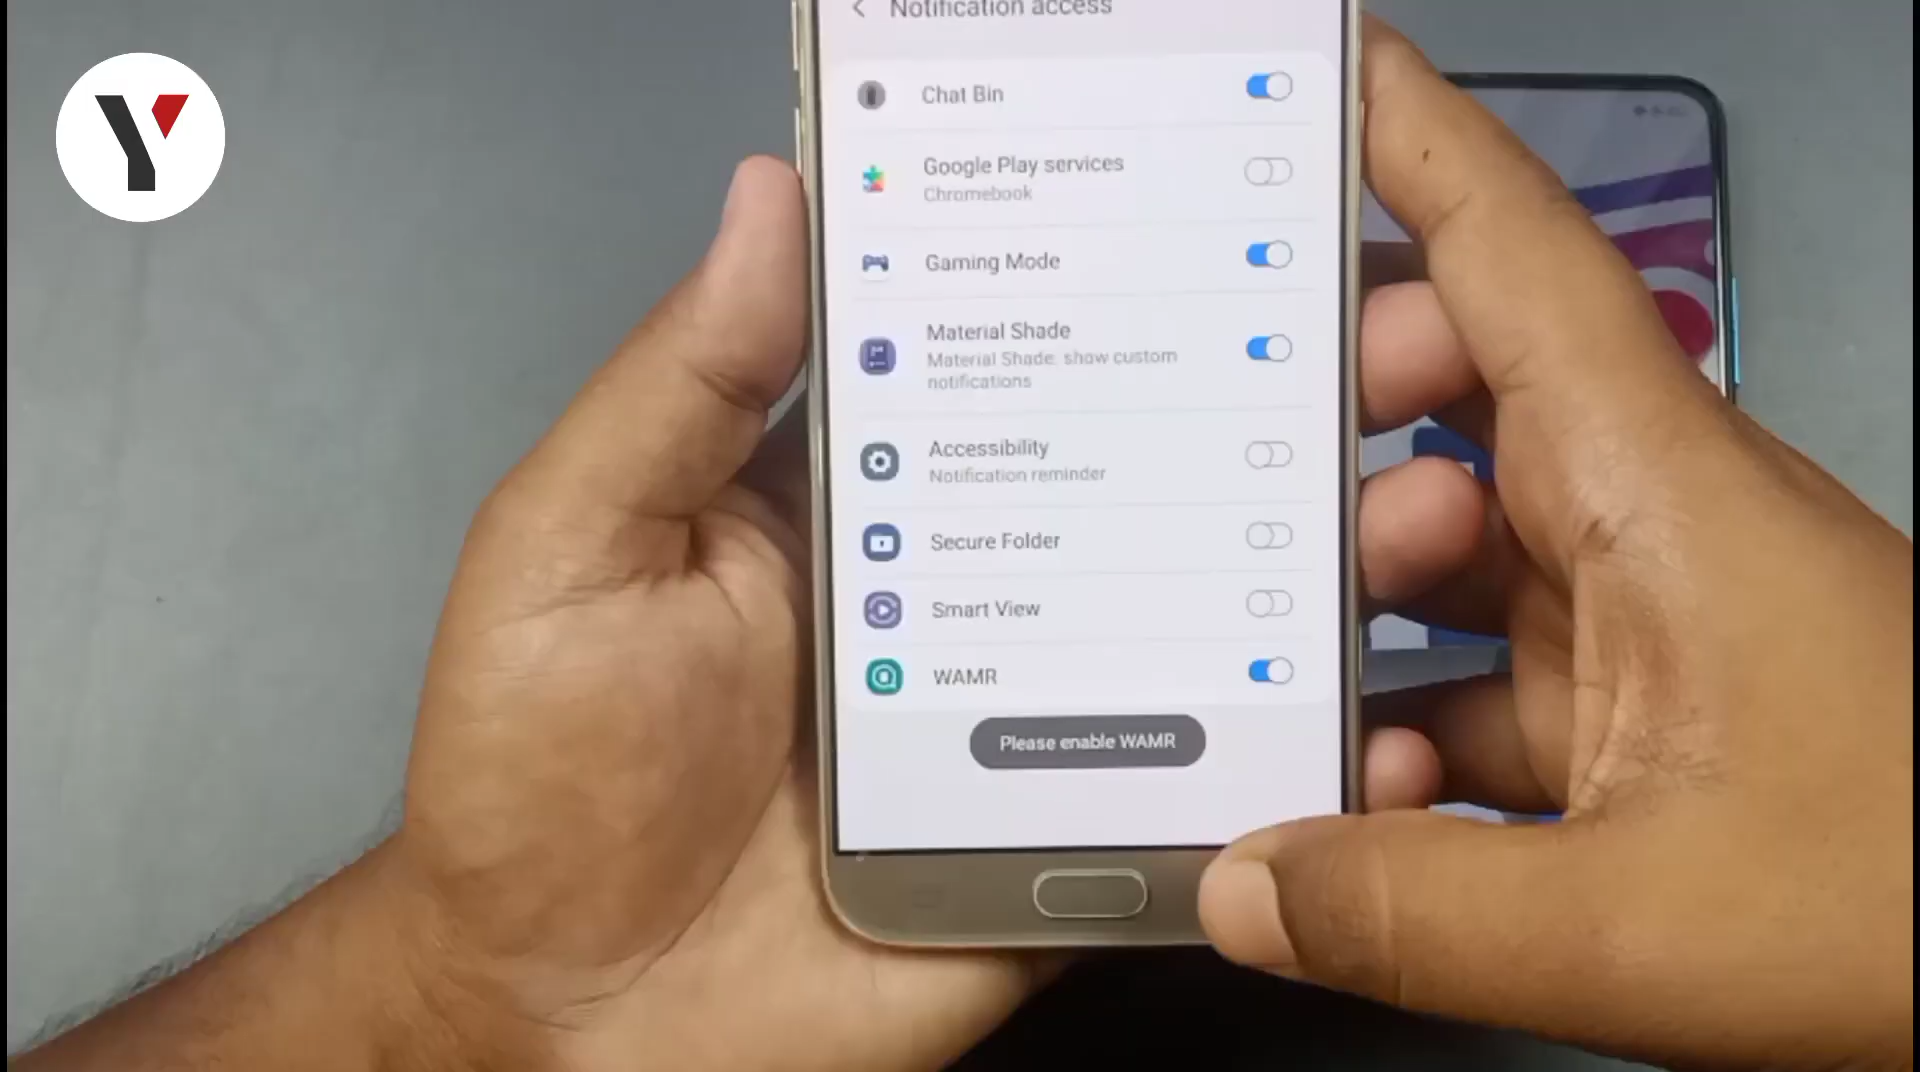 Y
Notification access
Chat Bin
Google Play services
Chromebook
Gaming Mode
Material Shade
Material Shade: show custom
notifications
Accessibility
Notification reminder
Secure Folder
Smart View
WAMR
Please enable WAMR